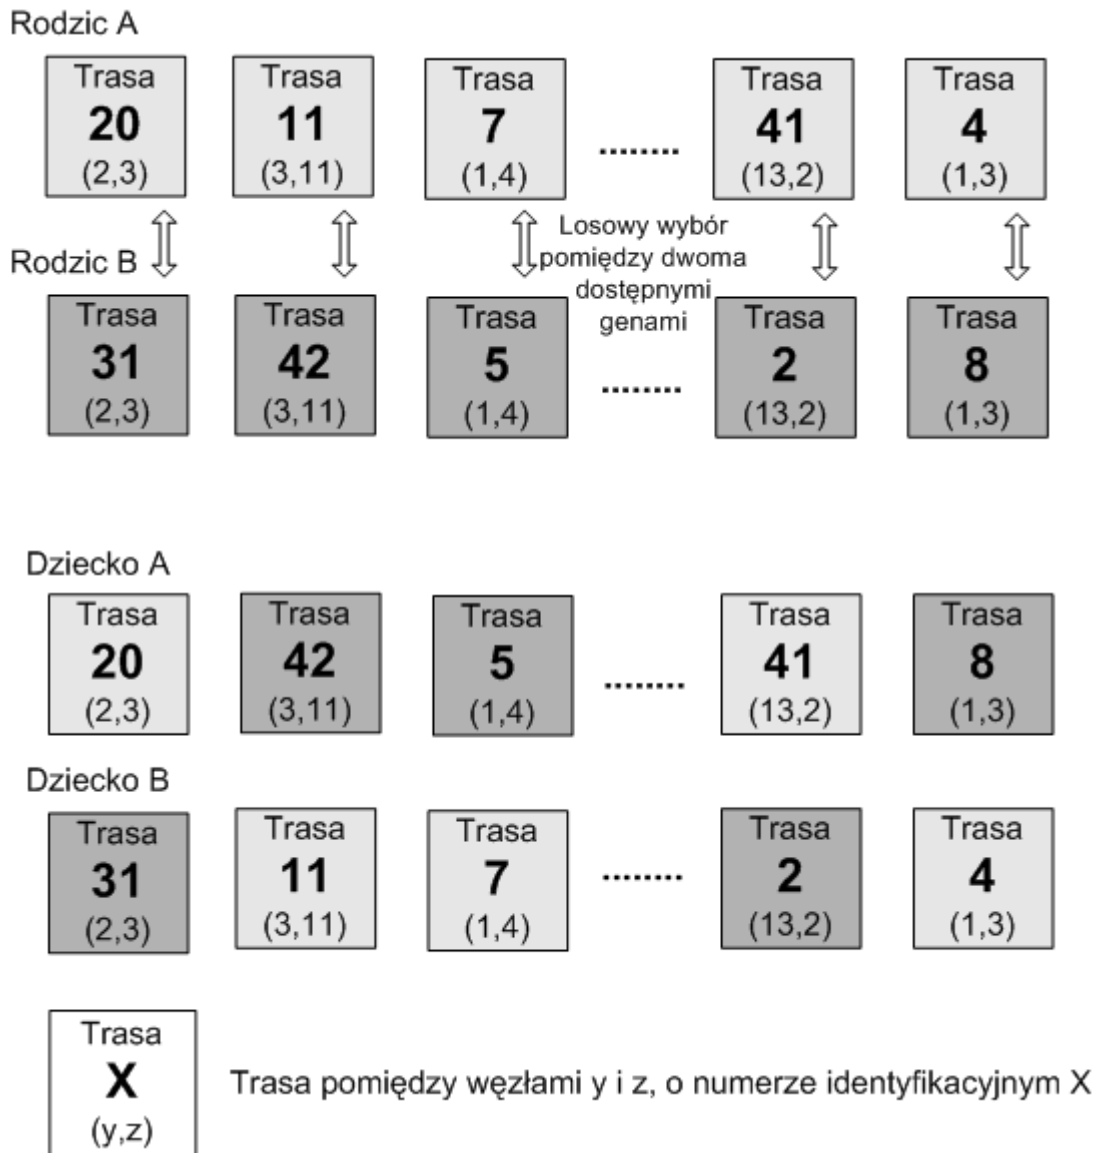 Rodzic A
Trasa Trasa Trasa Trasa Trasa
20 11 7 ........ 41 4
(2,3) (3,11) (1,4) (13,2) (1,3)
Losowy wybór
pomiędzy dwoma
dostępnymi
genami
Rodzic B
Trasa Trasa Trasa Trasa Trasa
31 42 5 ........ 2 8
(2,3) (3,11) (1,4) (13,2) (1,3)
Dziecko A
Trasa Trasa Trasa Trasa Trasa
20 42 5 ........ 41 8
(2,3) (3,11) (1,4) (13,2) (1,3)
Dziecko B
Trasa Trasa Trasa Trasa Trasa
31 11 7 ........ 2 4
(2,3) (3,11) (1,4) (13,2) (1,3)
Trasa
X
(y,z)
Trasa pomiędzy węzłami y i z, o numerze identyfikacyjnym X